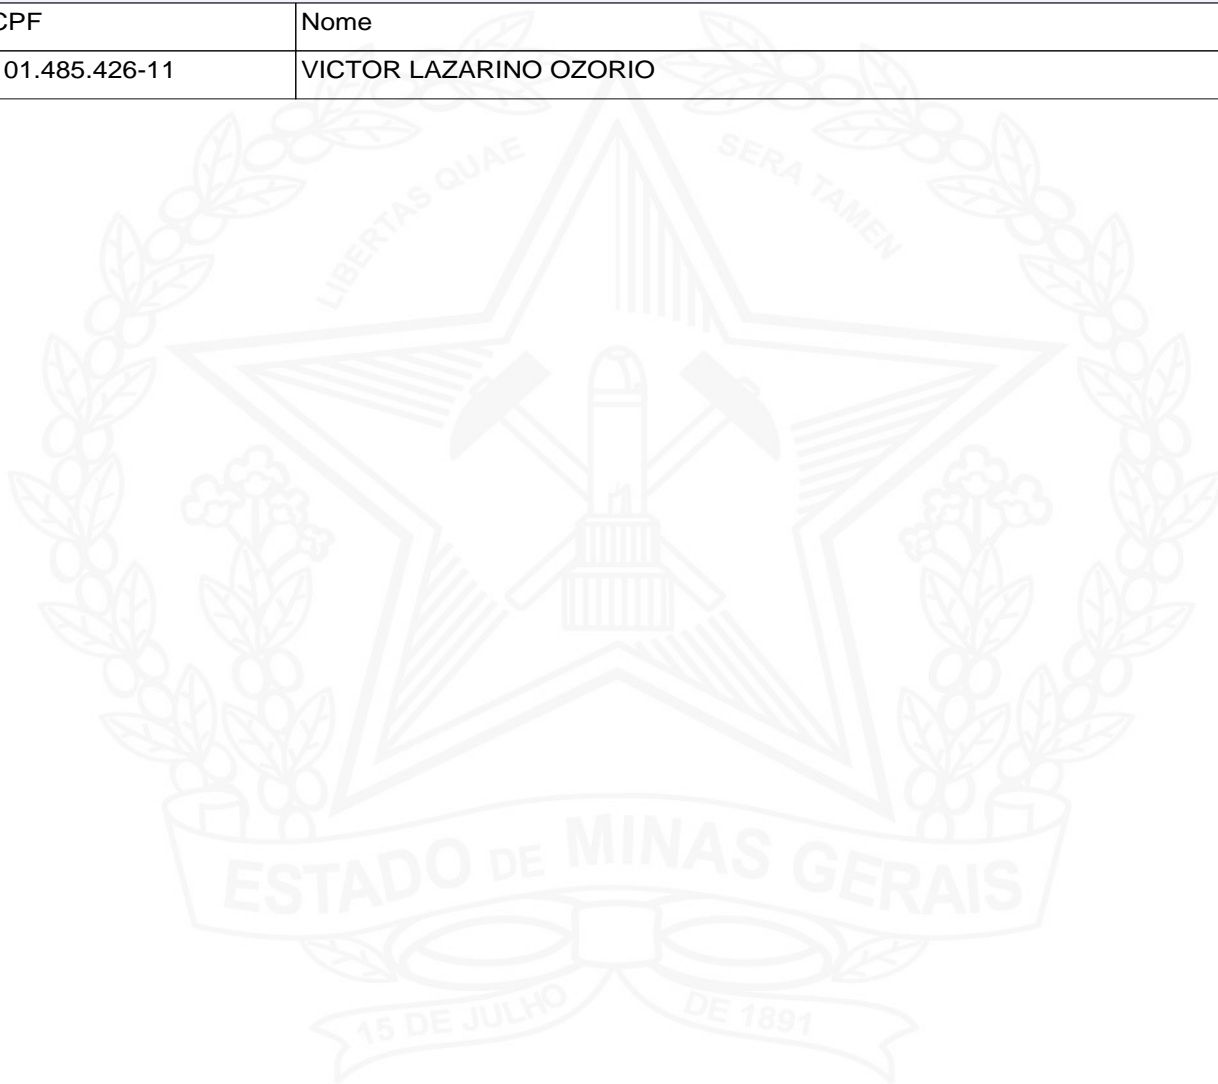 CPF Nome
01.485.426-11 VICTOR LAZARINO OZORIO
LIBERTAS QUAE SERA TAMEN
ESTADO DE MINAS GERAIS
15 DE JULHO DE 1891